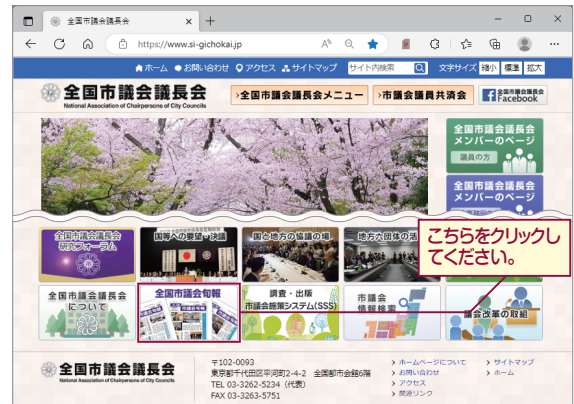 全国市議会議長会
https://www.si-gichokai.jp
ホーム お問い合わせ アクセス サイトマップ サイト内検索 文字サイズ 縮小 標準 拡大
全国市議会議長会
National Association of Chairpersons of City Councils
›全国市議会議長会メニュー
›市議会議員共済会
全国市議会議長会
Facebook
全国市議会議長会
メンバーのページ
議員の方
全国市議会議長会
メンバーのページ
全国市議会議長会
研究フォーラム
国等への要望・決議
国と地方の協議の場
地方六団体の活
こちらをクリックし
てください。
全国市議会議長会
について
全国市議会旬報
調査・出版
市議会施策システム(SSS)
市議会
情報検索
議会改革の取組
全国市議会議長会
National Association of Chairpersons of City Councils
〒102-0093
東京都千代田区平河町2-4-2 全国都市会館6階
TEL 03-3262-5234（代表）
FAX 03-3263-5751
› ホームページについて
› お問い合わせ
› アクセス
› 関連リンク
› サイトマップ
› ホーム